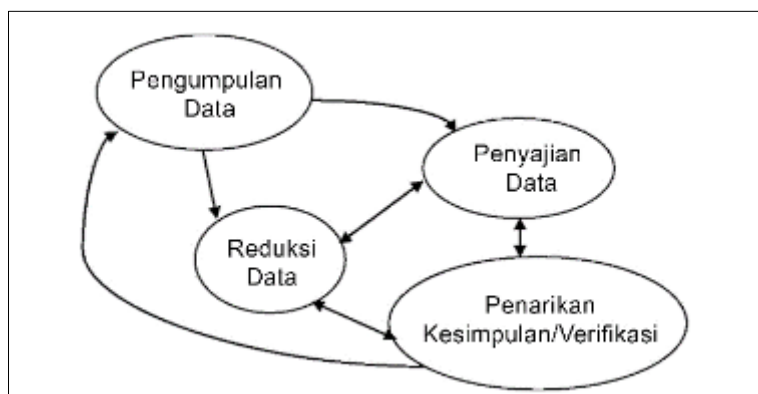 Pengumpulan
Data
Penyajian
Data
Reduksi
Data
Penarikan
Kesimpulan/Verifikasi